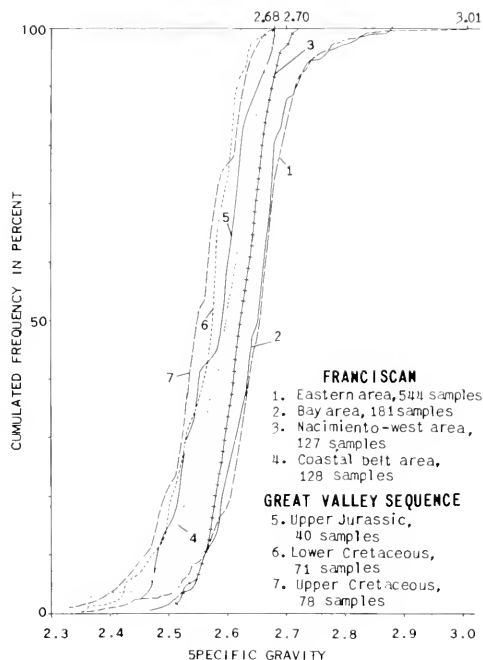 2.68 2.70 3.01
100
3
1
5
CUMULATED FREQUENCY IN PERCENT
50
6
2
7
FRANCISCAN
1. Eastern area, 544 samples
2. Bay area, 181 samples
3. Nacimiento-west area,
127 samples
4. Coastal belt area,
128 samples
GREAT VALLEY SEQUENCE
5. Upper Jurassic,
40 samples
4
6. Lower Cretaceous,
71 samples
7. Upper Cretaceous,
78 samples
0
2.3 2.4 2.5 2.6 2.7 2.8 2.9 3.0
SPECIFIC GRAVITY